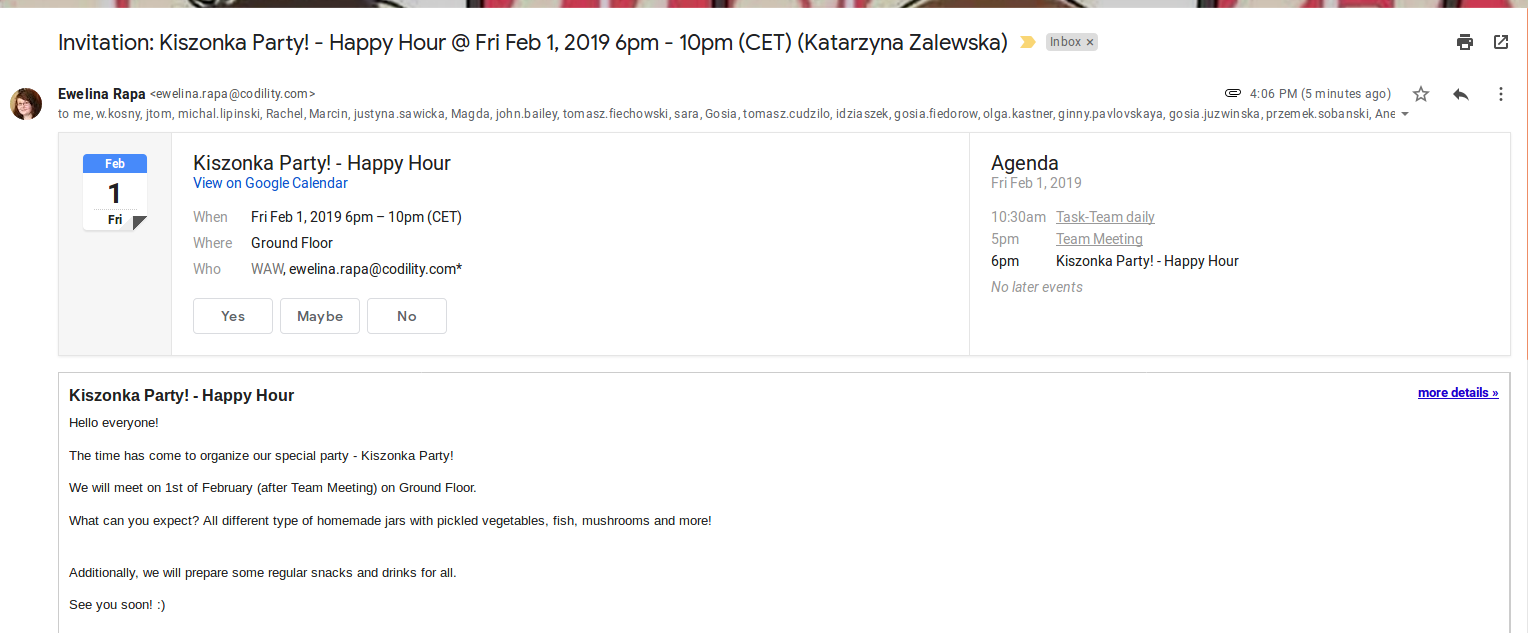 Invitation: Kiszonka Party! - Happy Hour @ Fri Feb 1, 2019 6pm - 10pm (CET) (Katarzyna Zalewska) Inbox ×
Ewelina Rapa <ewelina.rapa@codility.com> 4:06 PM (5 minutes ago)
to me, w.kosny, jtom, michal.lipinski, Rachel, Marcin, justyna.sawicka, Magda, john.bailey, tomasz.fiechowski, sara, Gosia, tomasz.cudzilo, idziaszek, gosia.fiedorow, olga.kastner, ginny.pavlovskaya, gosia.juzwinska, przemek.sobanski, Ane
Feb
1
Fri
Kiszonka Party! - Happy Hour
View on Google Calendar
When Fri Feb 1, 2019 6pm – 10pm (CET)
Where Ground Floor
Who WAW, ewelina.rapa@codility.com*
Yes Maybe No
Agenda
Fri Feb 1, 2019
10:30am Task-Team daily
5pm Team Meeting
6pm Kiszonka Party! - Happy Hour
No later events
Kiszonka Party! - Happy Hour more details »
Hello everyone!
The time has come to organize our special party - Kiszonka Party!
We will meet on 1st of February (after Team Meeting) on Ground Floor.
What can you expect? All different type of homemade jars with pickled vegetables, fish, mushrooms and more!
Additionally, we will prepare some regular snacks and drinks for all.
See you soon! :)